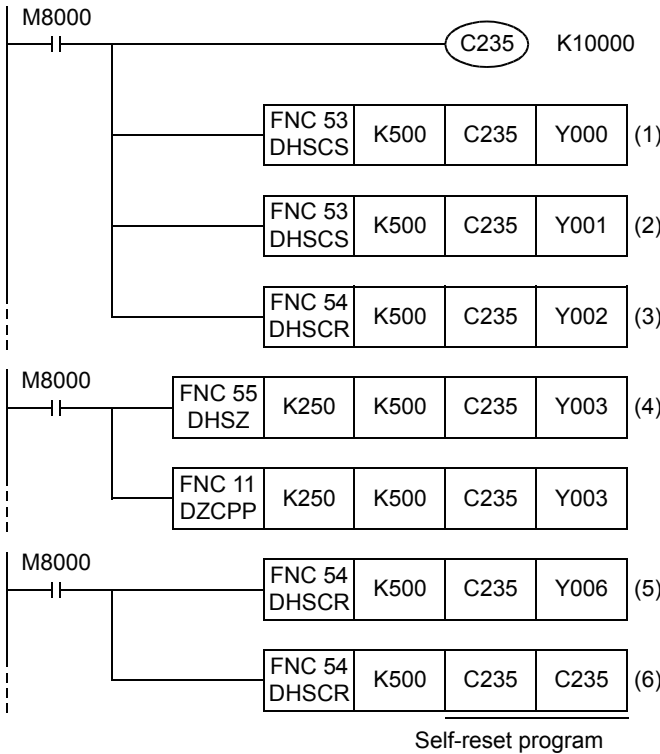 M8000
C235 K10000
FNC 53 DHSCS K500 C235 Y000 (1)
FNC 53 DHSCS K500 C235 Y001 (2)
FNC 54 DHSCR K500 C235 Y002 (3)
M8000
FNC 55 DHSZ K250 K500 C235 Y003 (4)
FNC 11 DZCPP K250 K500 C235 Y003
M8000
FNC 54 DHSCR K500 C235 Y006 (5)
FNC 54 DHSCR K500 C235 C235 (6)
Self-reset program